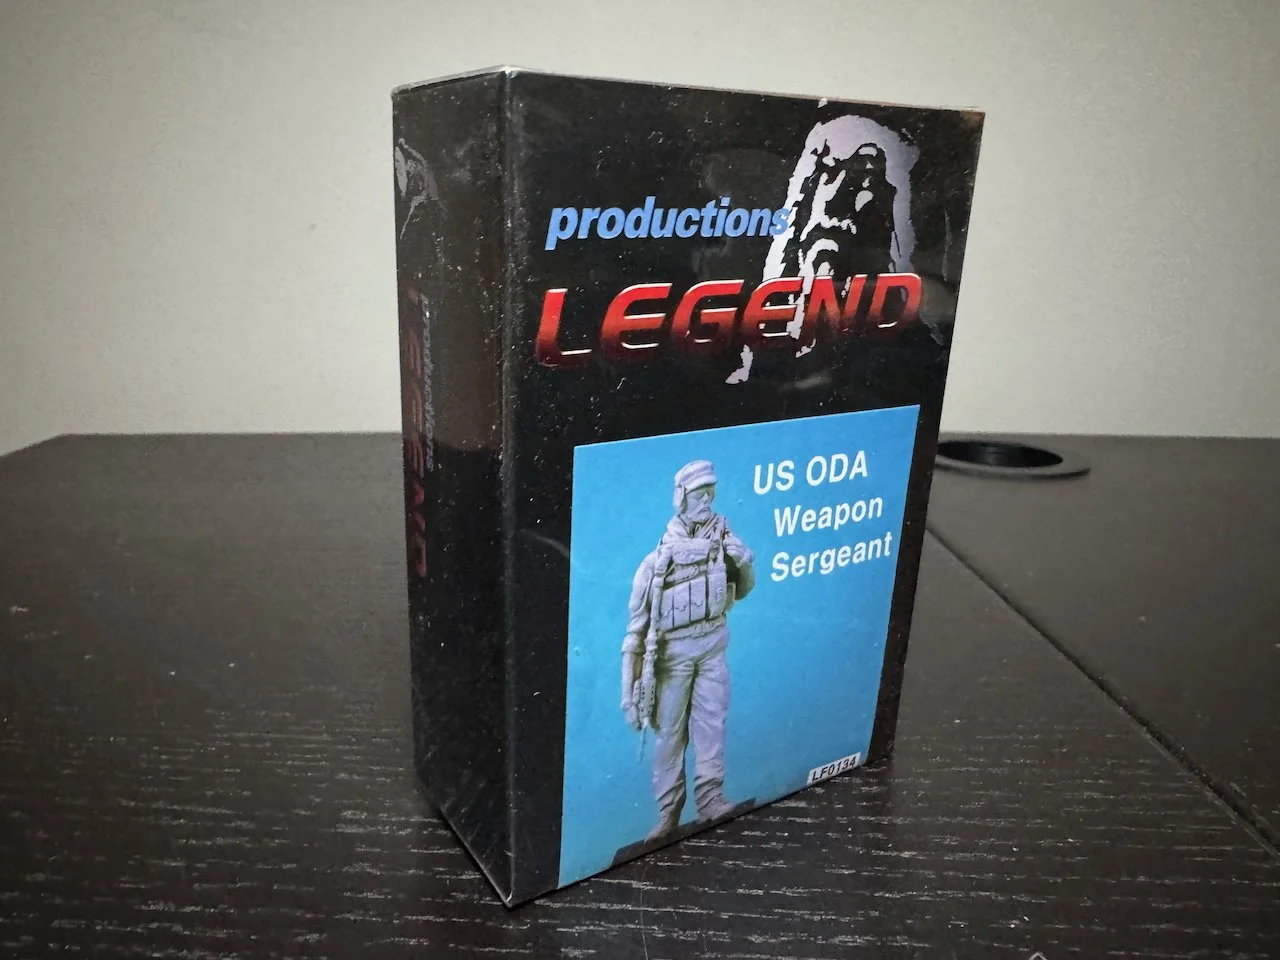 productions
LEGEND
US ODA
Weapon
Sergeant
LF0134
productions
LEGEND